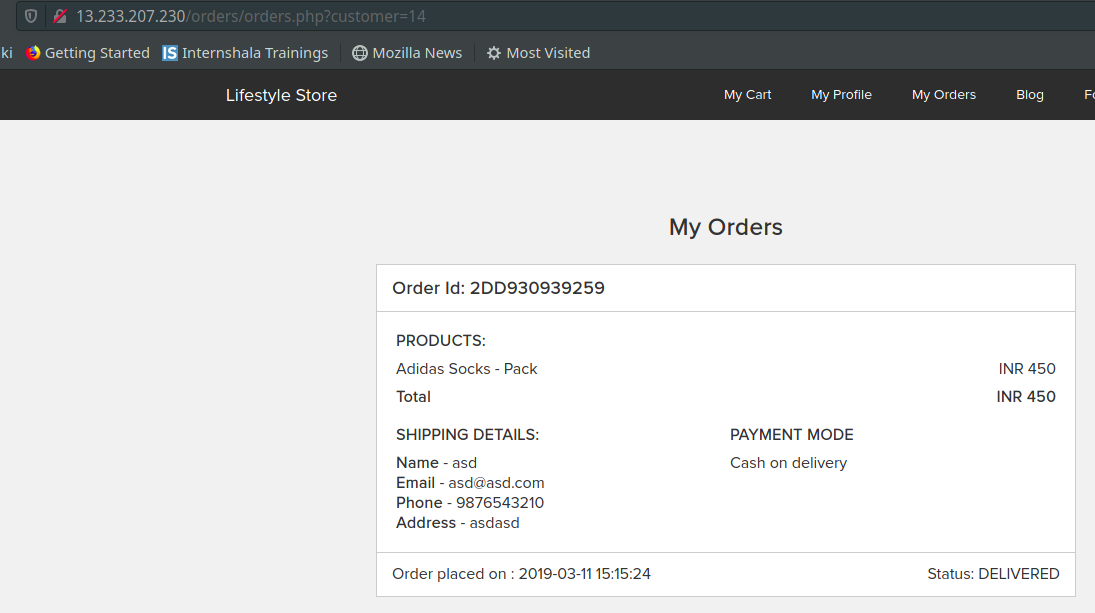 13.233.207.230/orders/orders.php?customer=14
ki Getting Started IS Internshala Trainings Mozilla News Most Visited
Lifestyle Store My Cart My Profile My Orders Blog Fo
My Orders
Order Id: 2DD930939259
PRODUCTS:
Adidas Socks - Pack INR 450
Total INR 450
SHIPPING DETAILS: PAYMENT MODE
Name - asd Cash on delivery
Email - asd@asd.com
Phone - 9876543210
Address - asdasd
Order placed on : 2019-03-11 15:15:24 Status: DELIVERED